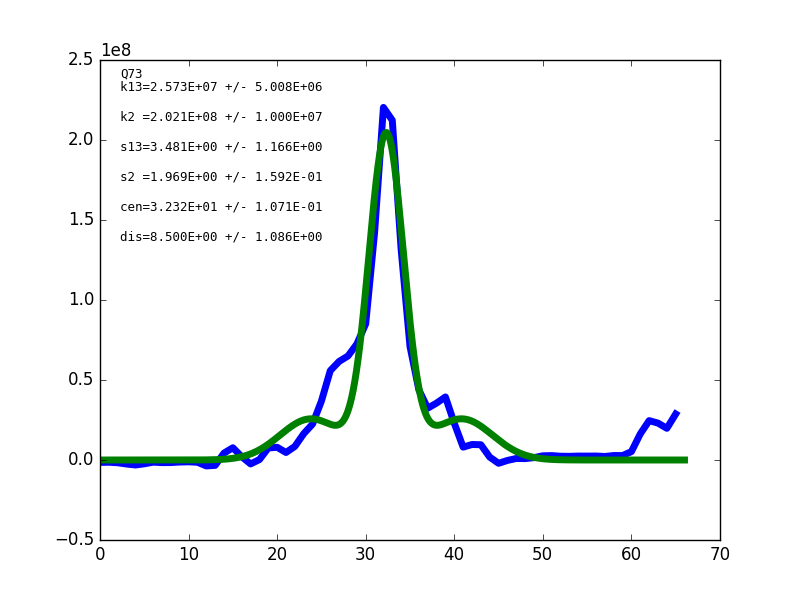 1e8
2.5
Q73
k13=2.573E+07 +/- 5.008E+06
k2 =2.021E+08 +/- 1.000E+07
2.0
s13=3.481E+00 +/- 1.166E+00
s2 =1.969E+00 +/- 1.592E-01
1.5
cen=3.232E+01 +/- 1.071E-01
dis=8.500E+00 +/- 1.086E+00
1.0
0.5
0.0
−0.5
0 10 20 30 40 50 60 70